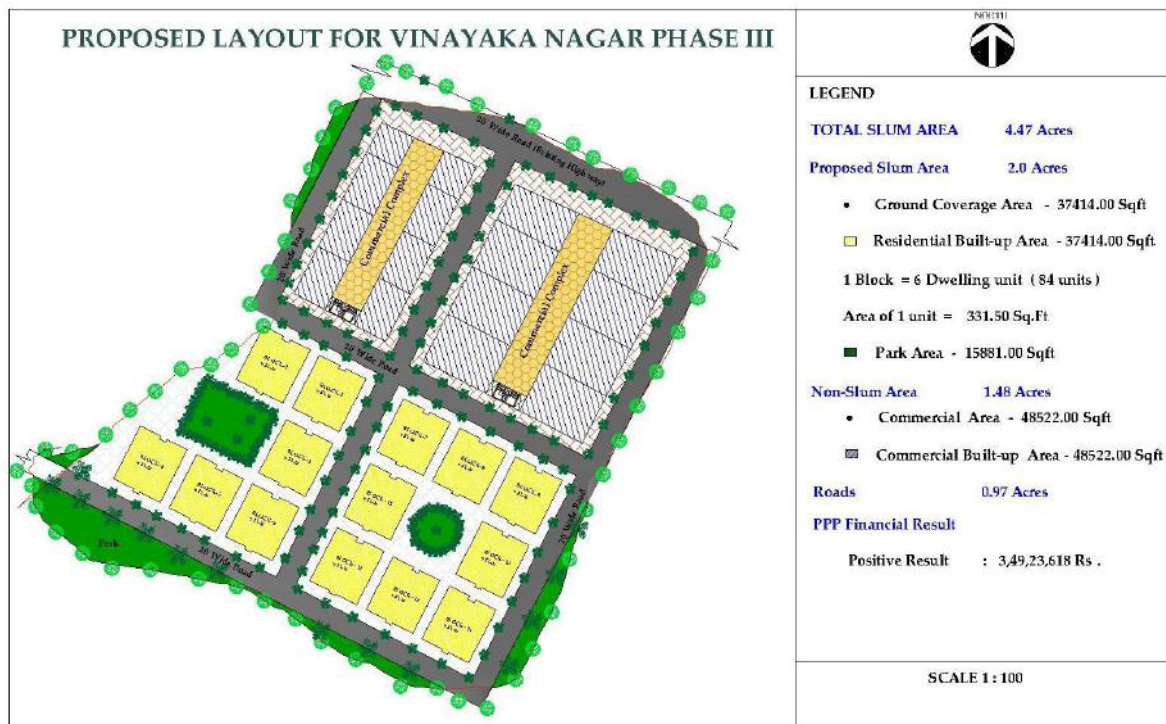 PROPOSED LAYOUT FOR VINAYAKA NAGAR PHASE III
NORTH
LEGEND
TOTAL SLUM AREA 4.47 Acres
Proposed Slum Area 2.0 Acres
• Ground Coverage Area - 37414.00 Sqft
Residential Built-up Area - 37414.00 Sqft
1 Block = 6 Dwelling unit ( 84 units )
Area of 1 unit = 331.50 Sq.Ft
Park Area - 15881.00 Sqft
Non-Slum Area 1.48 Acres
• Commercial Area - 48522.00 Sqft
Commercial Built-up Area - 48522.00 Sqft
Roads 0.97 Acres
PPP Financial Result
Positive Result : 3,49,23,618 Rs .
SCALE 1 : 100
Wide Road (Existing High way)
Commercial Complex
Commercial Complex
20 Wide Road
20 Wide Road
20 Wide Road
20 Wide Road
Park